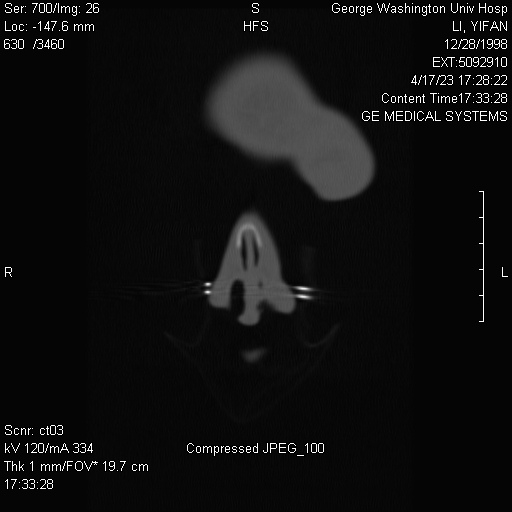 Ser: 700/Img: 26
Loc: -147.6 mm
630 /3460
S
HFS
George Washington Univ Hosp
LI, YIFAN
12/28/1998
EXT:5092910
4/17/23 17:28:22
Content Time17:33:28
GE MEDICAL SYSTEMS
R
L
Scnr: ct03
kV 120/mA 334
Thk 1 mm/FOV* 19.7 cm
17:33:28
Compressed JPEG_100